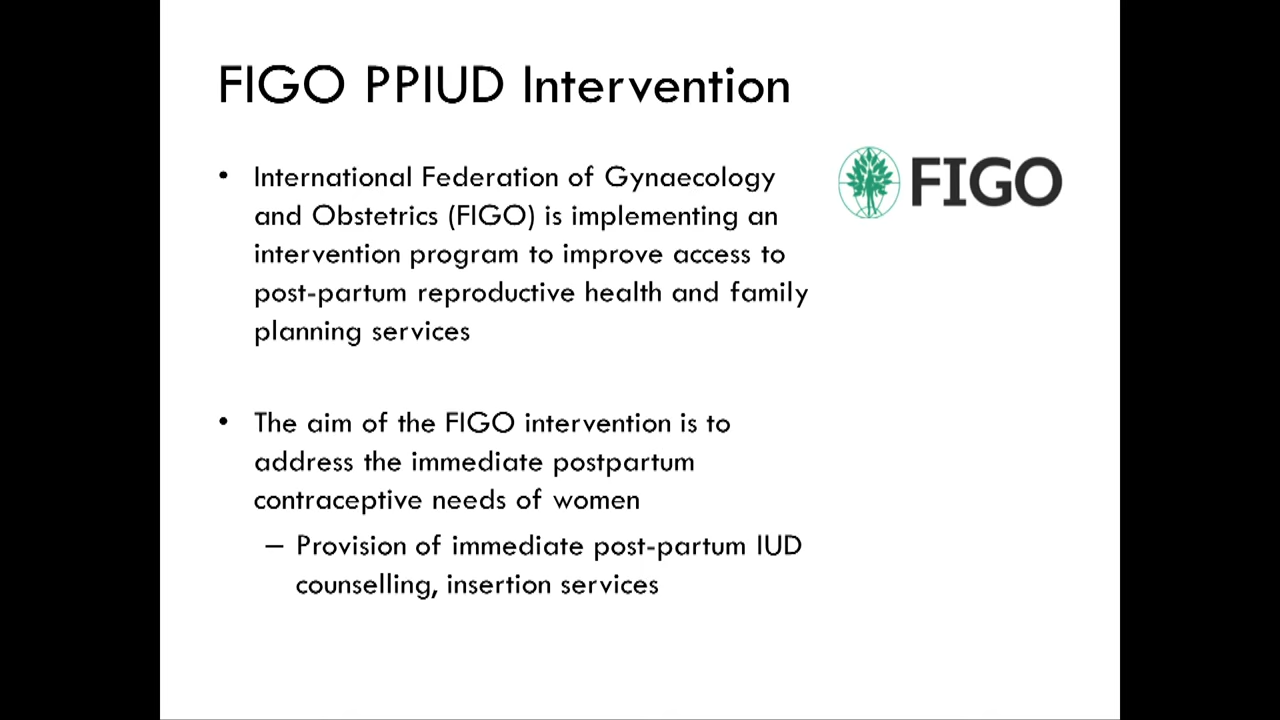 FIGO PPIUD Intervention
• International Federation of Gynaecology
and Obstetrics (FIGO) is implementing an
intervention program to improve access to
post-partum reproductive health and family
planning services
FIGO
• The aim of the FIGO intervention is to
address the immediate postpartum
contraceptive needs of women
– Provision of immediate post-partum IUD
counselling, insertion services